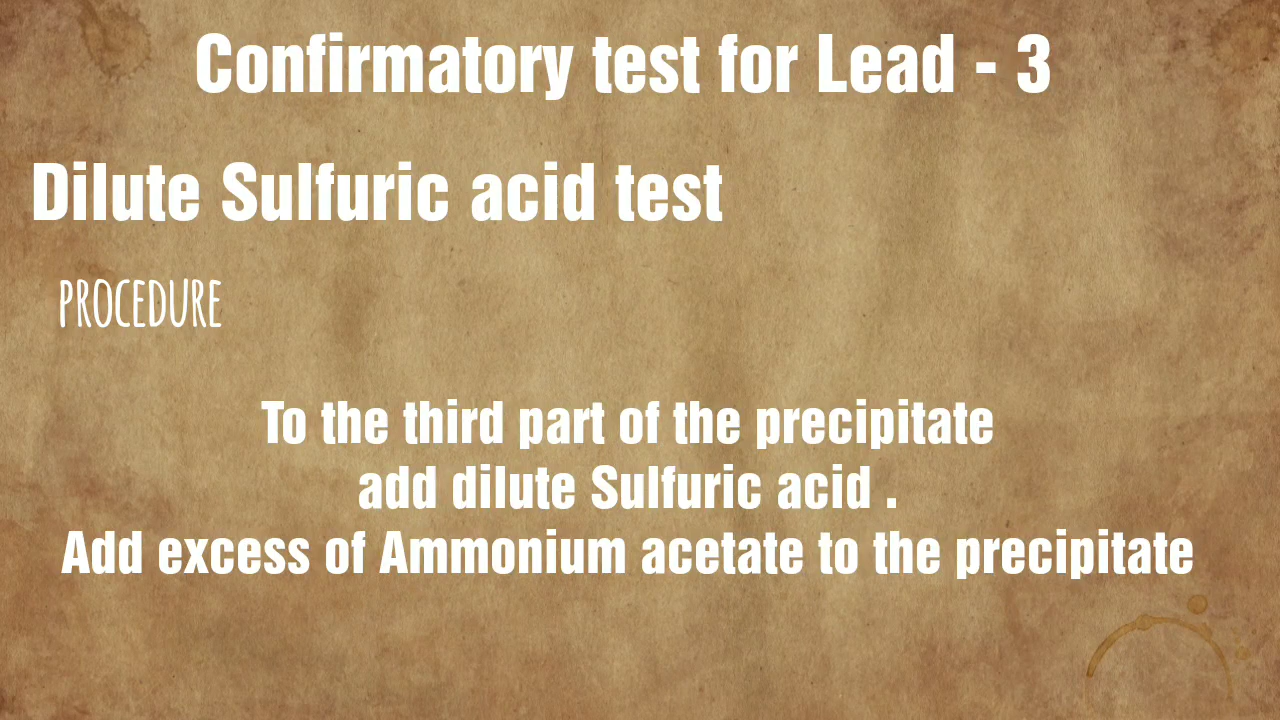 Confirmatory test for Lead - 3
Dilute Sulfuric acid test
PROCEDURE
To the third part of the precipitate
add dilute Sulfuric acid .
Add excess of Ammonium acetate to the precipitate